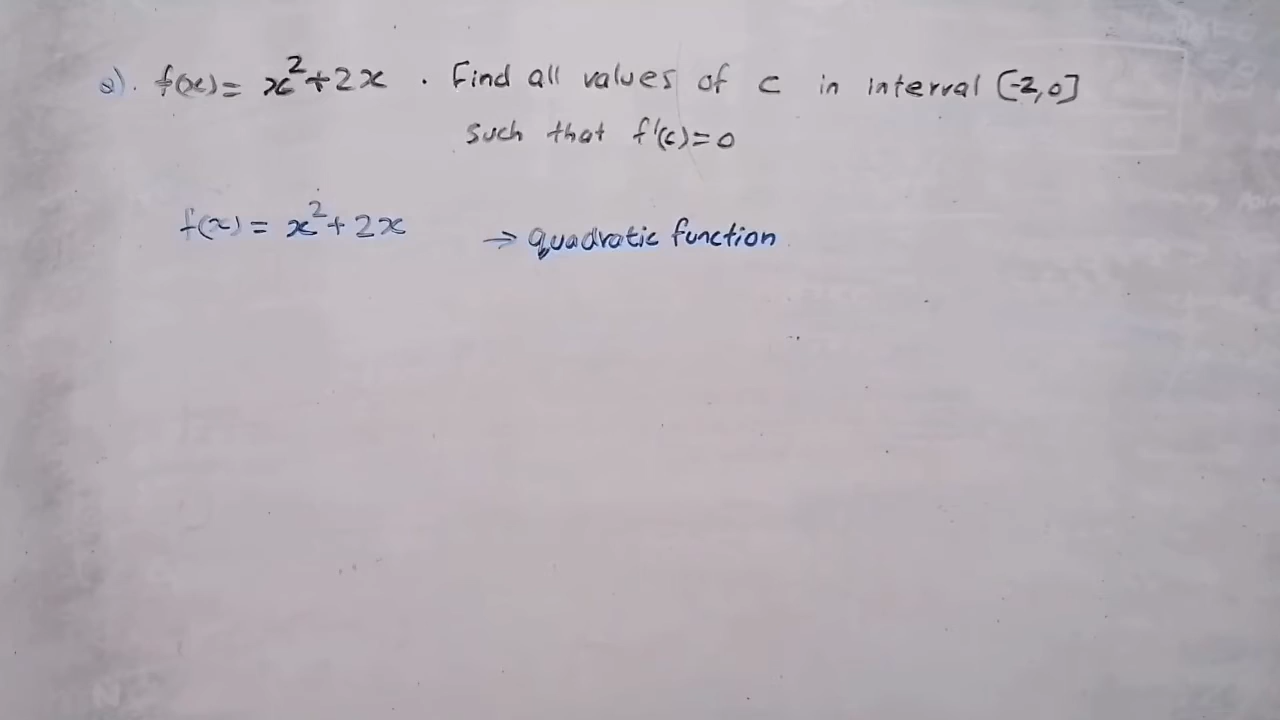 Q). f(x) = x²+2x . Find all values of c in interval [-2,0]
such that f'(c)=0
f(x) = x²+ 2x → quadratic function